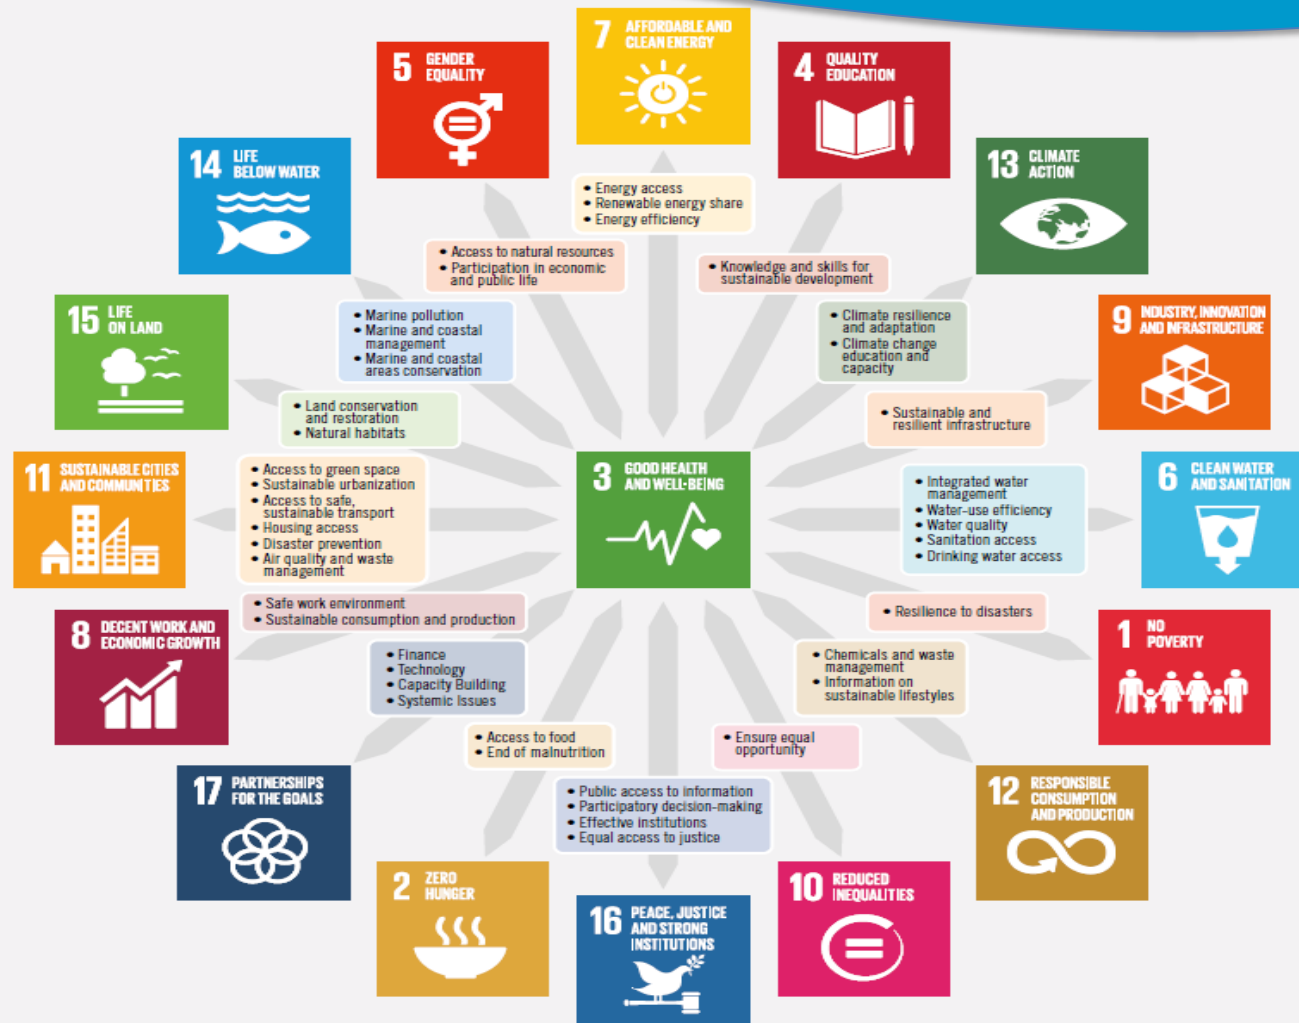 7 AFFORDABLE AND
CLEAN ENERGY
5 GENDER
EQUALITY
4 QUALITY
EDUCATION
14 LIFE
BELOW WATER
13 CLIMATE
ACTION
• Energy access
• Renewable energy share
• Energy efficiency
• Access to natural resources
• Participation in economic
and public life
• Knowledge and skills for
sustainable development
15 LIFE
ON LAND
• Marine pollution
• Marine and coastal
management
• Marine and coastal
areas conservation
• Climate resilience
and adaptation
• Climate change
education and
capacity
9 INDUSTRY, INNOVATION
AND INFRASTRUCTURE
• Land conservation
and restoration
• Natural habitats
• Sustainable and
resilient infrastructure
11 SUSTAINABLE CITIES
AND COMMUNITIES
• Access to green space
• Sustainable urbanization
• Access to safe,
sustainable transport
• Housing access
• Disaster prevention
• Air quality and waste
management
3 GOOD HEALTH
AND WELL-BEING
• Integrated water
management
• Water-use efficiency
• Water quality
• Sanitation access
• Drinking water access
6 CLEAN WATER
AND SANITATION
• Safe work environment
• Sustainable consumption and production
• Resilience to disasters
8 DECENT WORK AND
ECONOMIC GROWTH
1 NO
POVERTY
• Finance
• Technology
• Capacity Building
• Systemic Issues
• Chemicals and waste
management
• Information on
sustainable lifestyles
• Access to food
• End of malnutrition
• Ensure equal
opportunity
17 PARTNERSHIPS
FOR THE GOALS
• Public access to information
• Participatory decision-making
• Effective institutions
• Equal access to justice
12 RESPONSIBLE
CONSUMPTION
AND PRODUCTION
2 ZERO
HUNGER
10 REDUCED
INEQUALITIES
16 PEACE, JUSTICE
AND STRONG
INSTITUTIONS